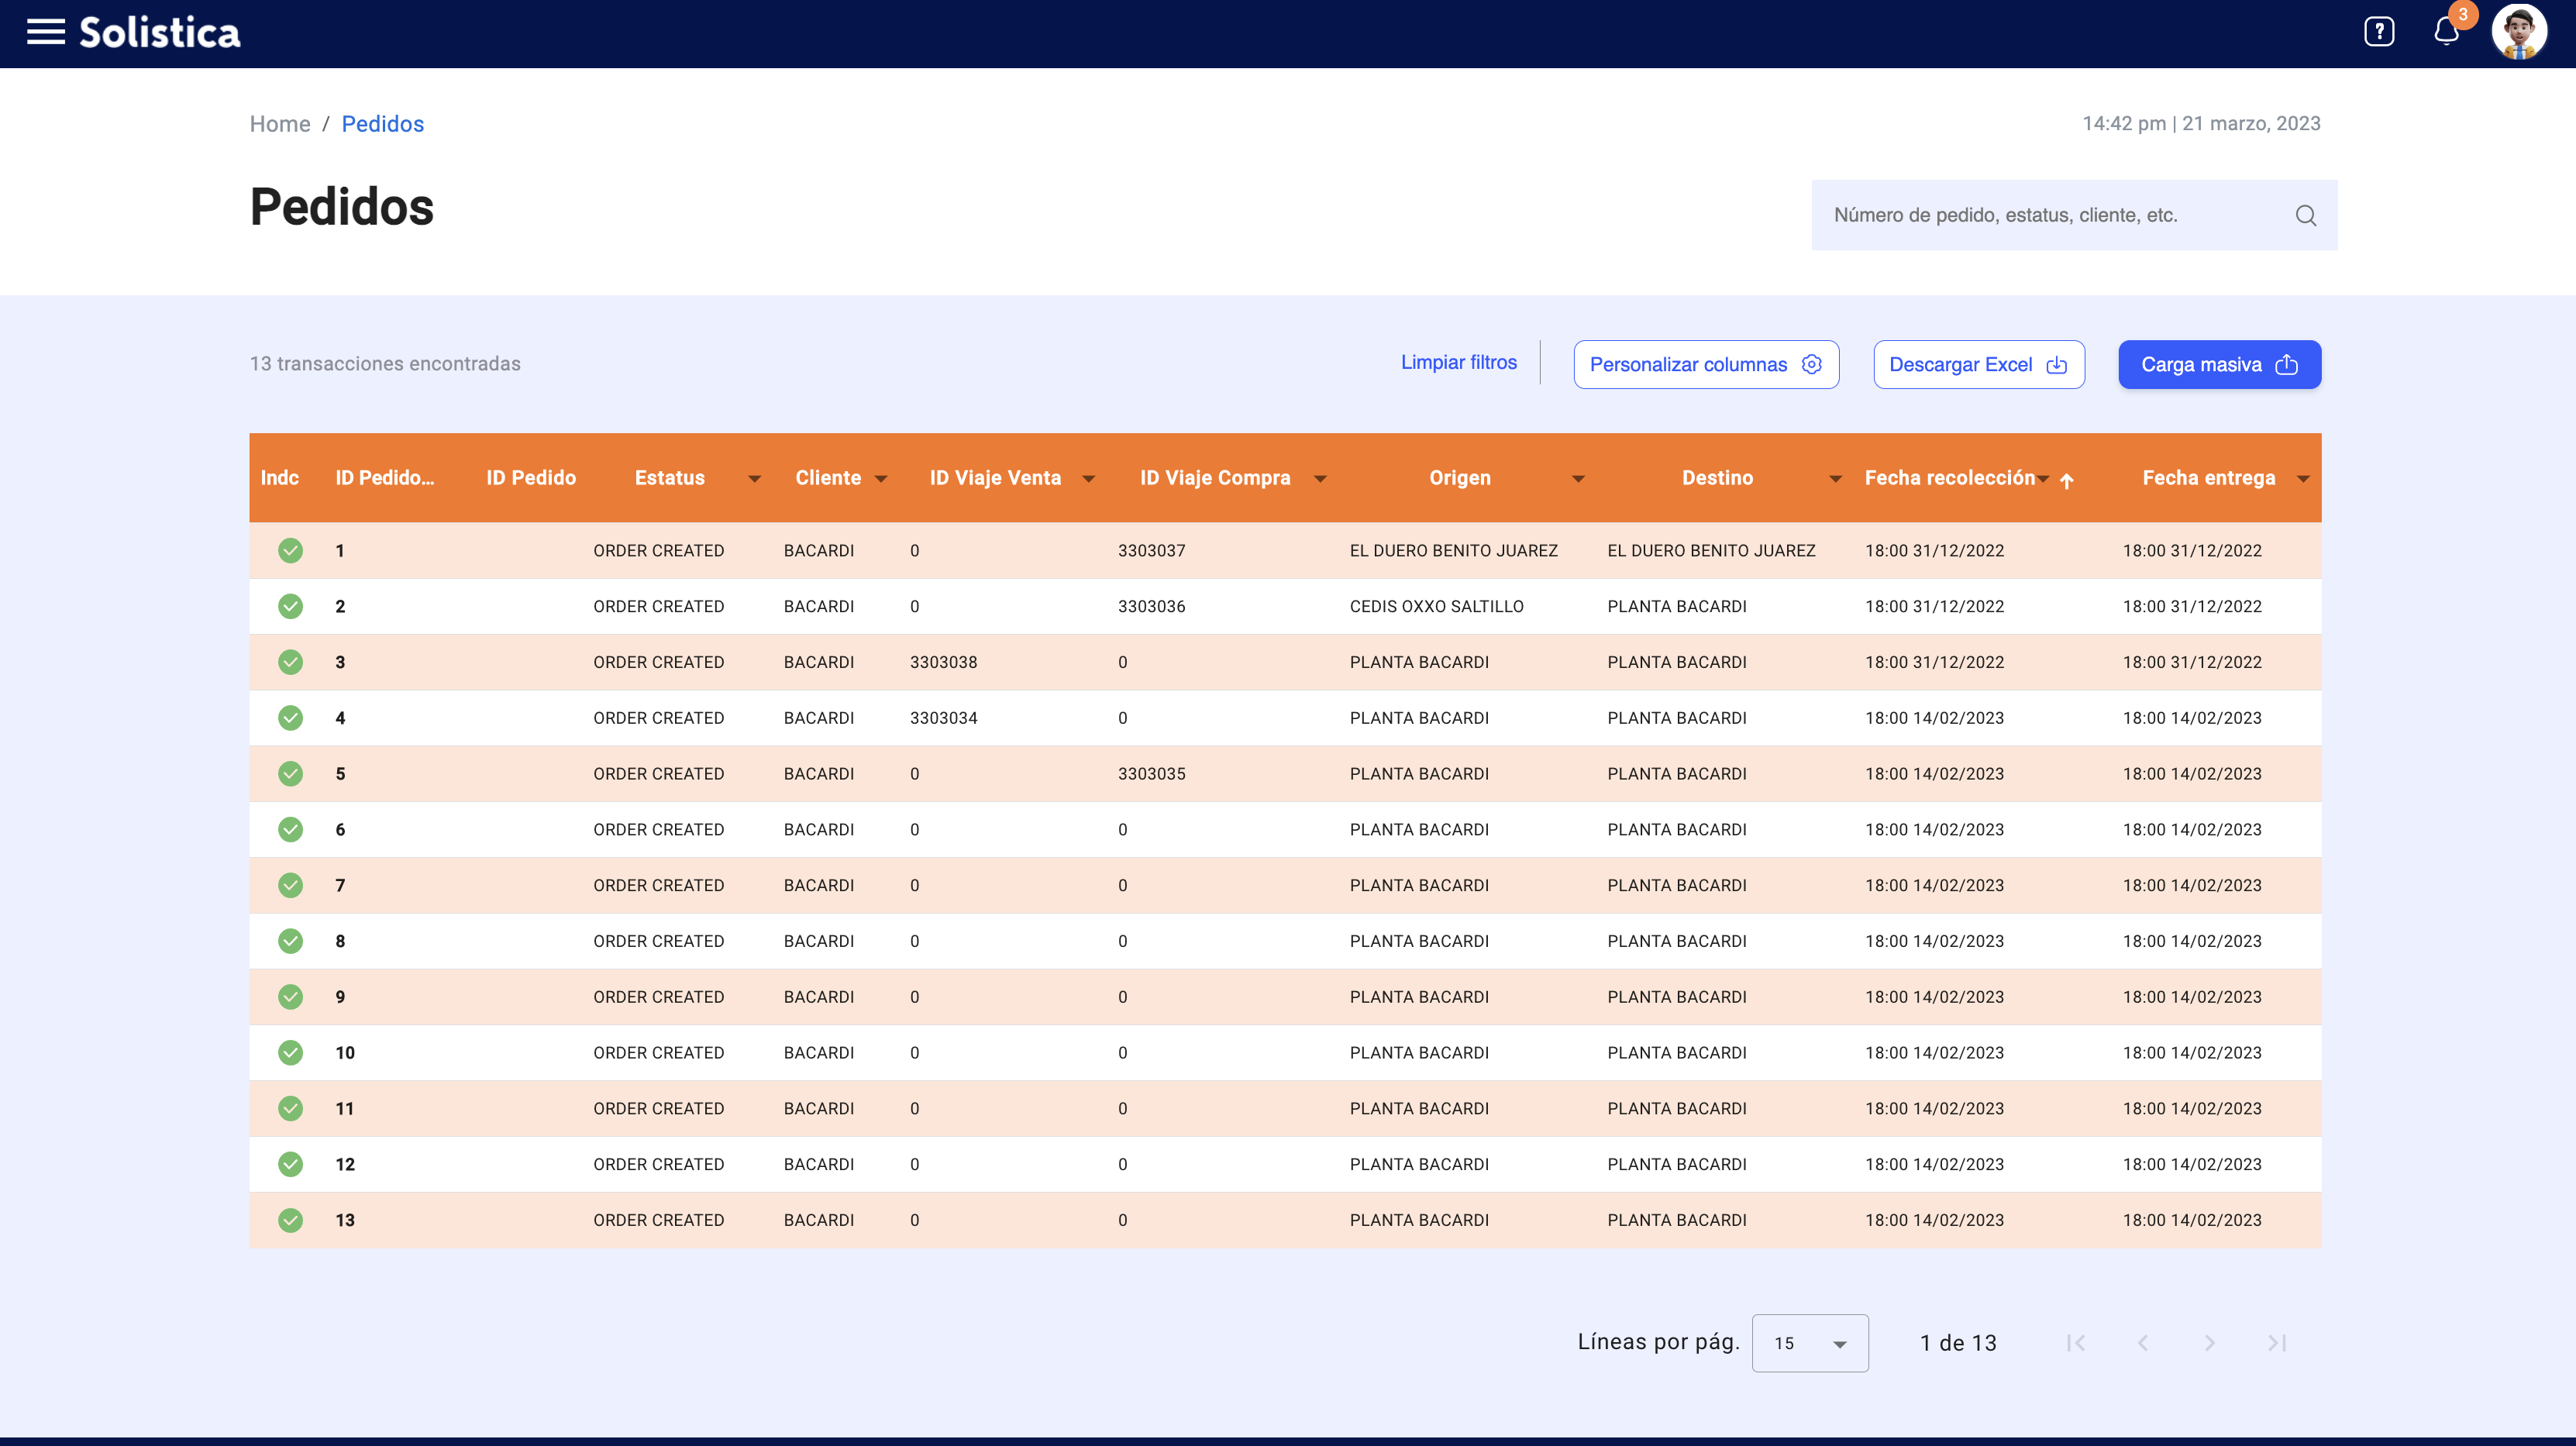 Solistica
?
3
Home / Pedidos
14:42 pm | 21 marzo, 2023
Pedidos
Número de pedido, estatus, cliente, etc.
13 transacciones encontradas
Limpiar filtros
Personalizar columnas
Descargar Excel
Carga masiva
Indc ID Pedido... ID Pedido Estatus Cliente ID Viaje Venta ID Viaje Compra Origen Destino Fecha recolección Fecha entrega
1 ORDER CREATED BACARDI 0 3303037 EL DUERO BENITO JUAREZ EL DUERO BENITO JUAREZ 18:00 31/12/2022 18:00 31/12/2022
2 ORDER CREATED BACARDI 0 3303036 CEDIS OXXO SALTILLO PLANTA BACARDI 18:00 31/12/2022 18:00 31/12/2022
3 ORDER CREATED BACARDI 3303038 0 PLANTA BACARDI PLANTA BACARDI 18:00 31/12/2022 18:00 31/12/2022
4 ORDER CREATED BACARDI 3303034 0 PLANTA BACARDI PLANTA BACARDI 18:00 14/02/2023 18:00 14/02/2023
5 ORDER CREATED BACARDI 0 3303035 PLANTA BACARDI PLANTA BACARDI 18:00 14/02/2023 18:00 14/02/2023
6 ORDER CREATED BACARDI 0 0 PLANTA BACARDI PLANTA BACARDI 18:00 14/02/2023 18:00 14/02/2023
7 ORDER CREATED BACARDI 0 0 PLANTA BACARDI PLANTA BACARDI 18:00 14/02/2023 18:00 14/02/2023
8 ORDER CREATED BACARDI 0 0 PLANTA BACARDI PLANTA BACARDI 18:00 14/02/2023 18:00 14/02/2023
9 ORDER CREATED BACARDI 0 0 PLANTA BACARDI PLANTA BACARDI 18:00 14/02/2023 18:00 14/02/2023
10 ORDER CREATED BACARDI 0 0 PLANTA BACARDI PLANTA BACARDI 18:00 14/02/2023 18:00 14/02/2023
11 ORDER CREATED BACARDI 0 0 PLANTA BACARDI PLANTA BACARDI 18:00 14/02/2023 18:00 14/02/2023
12 ORDER CREATED BACARDI 0 0 PLANTA BACARDI PLANTA BACARDI 18:00 14/02/2023 18:00 14/02/2023
13 ORDER CREATED BACARDI 0 0 PLANTA BACARDI PLANTA BACARDI 18:00 14/02/2023 18:00 14/02/2023
Líneas por pág. 15 1 de 13